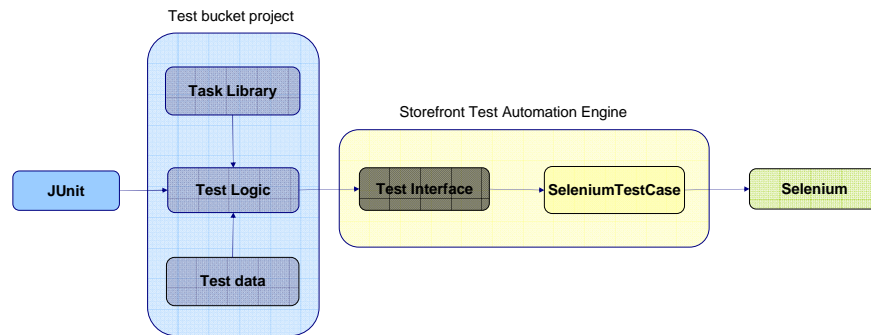 Test bucket project
Task Library
Storefront Test Automation Engine
JUnit
Test Logic
Test Interface
SeleniumTestCase
Selenium
Test data